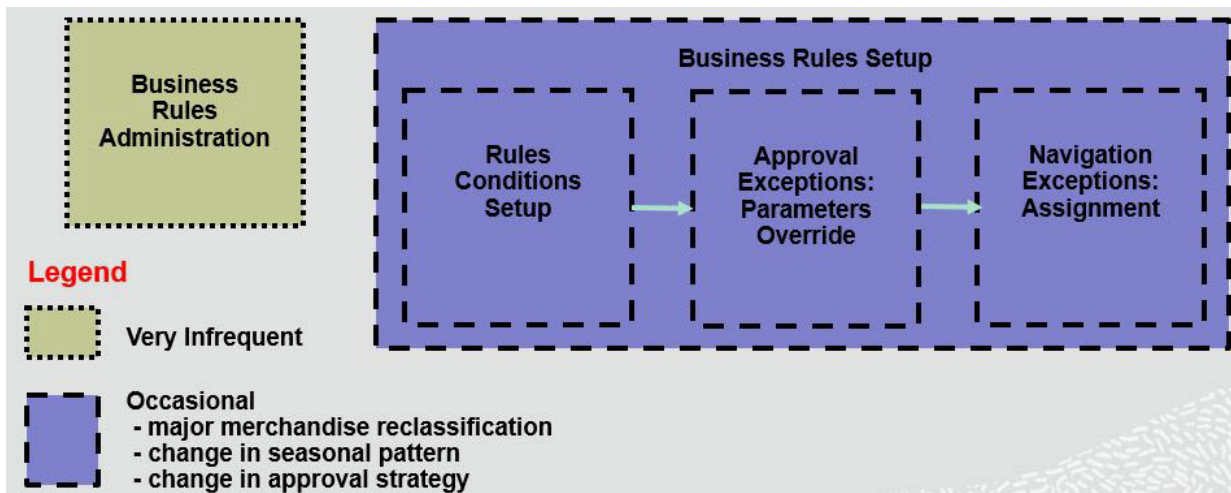 Business
Rules
Administration
Business Rules Setup
Rules
Conditions
Setup
Approval
Exceptions:
Parameters
Override
Navigation
Exceptions:
Assignment
Legend
Very Infrequent
Occasional
- major merchandise reclassification
- change in seasonal pattern
- change in approval strategy